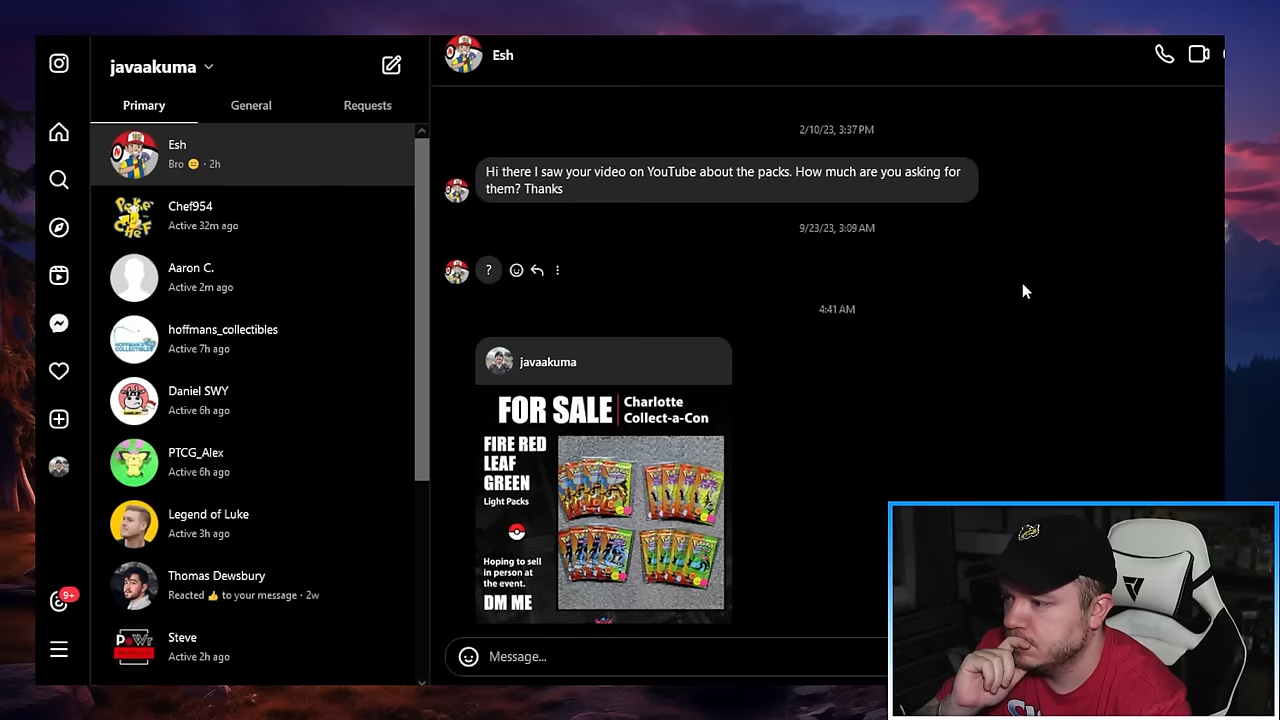 javaakuma
Primary
General
Requests
Esh
Bro 😑 · 2h
Chef954
Active 32m ago
Aaron C.
Active 2m ago
hoffmans_collectibles
Active 7h ago
Daniel SWY
Active 6h ago
PTCG_Alex
Active 6h ago
Legend of Luke
Active 3h ago
Thomas Dewsbury
Reacted 👍 to your message · 2w
Steve
Active 2h ago
9+
Esh
2/10/23, 3:37 PM
Hi there I saw your video on YouTube about the packs. How much are you asking for
them? Thanks
9/23/23, 3:09 AM
?
4:41 AM
javaakuma
FOR SALE
Charlotte
Collect-a-Con
FIRE RED
LEAF
GREEN
Light Packs
Hoping to sell
in person at
the event.
DM ME
Message...